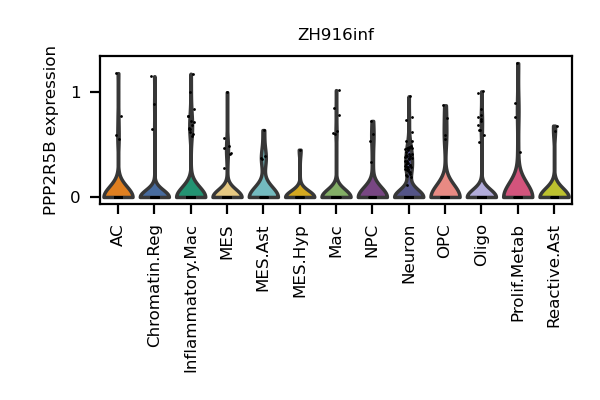 ZH916inf
PPP2R5B expression
1
0
AC
Chromatin.Reg
Inflammatory.Mac
MES
MES.Ast
MES.Hyp
Mac
NPC
Neuron
OPC
Oligo
Prolif.Metab
Reactive.Ast